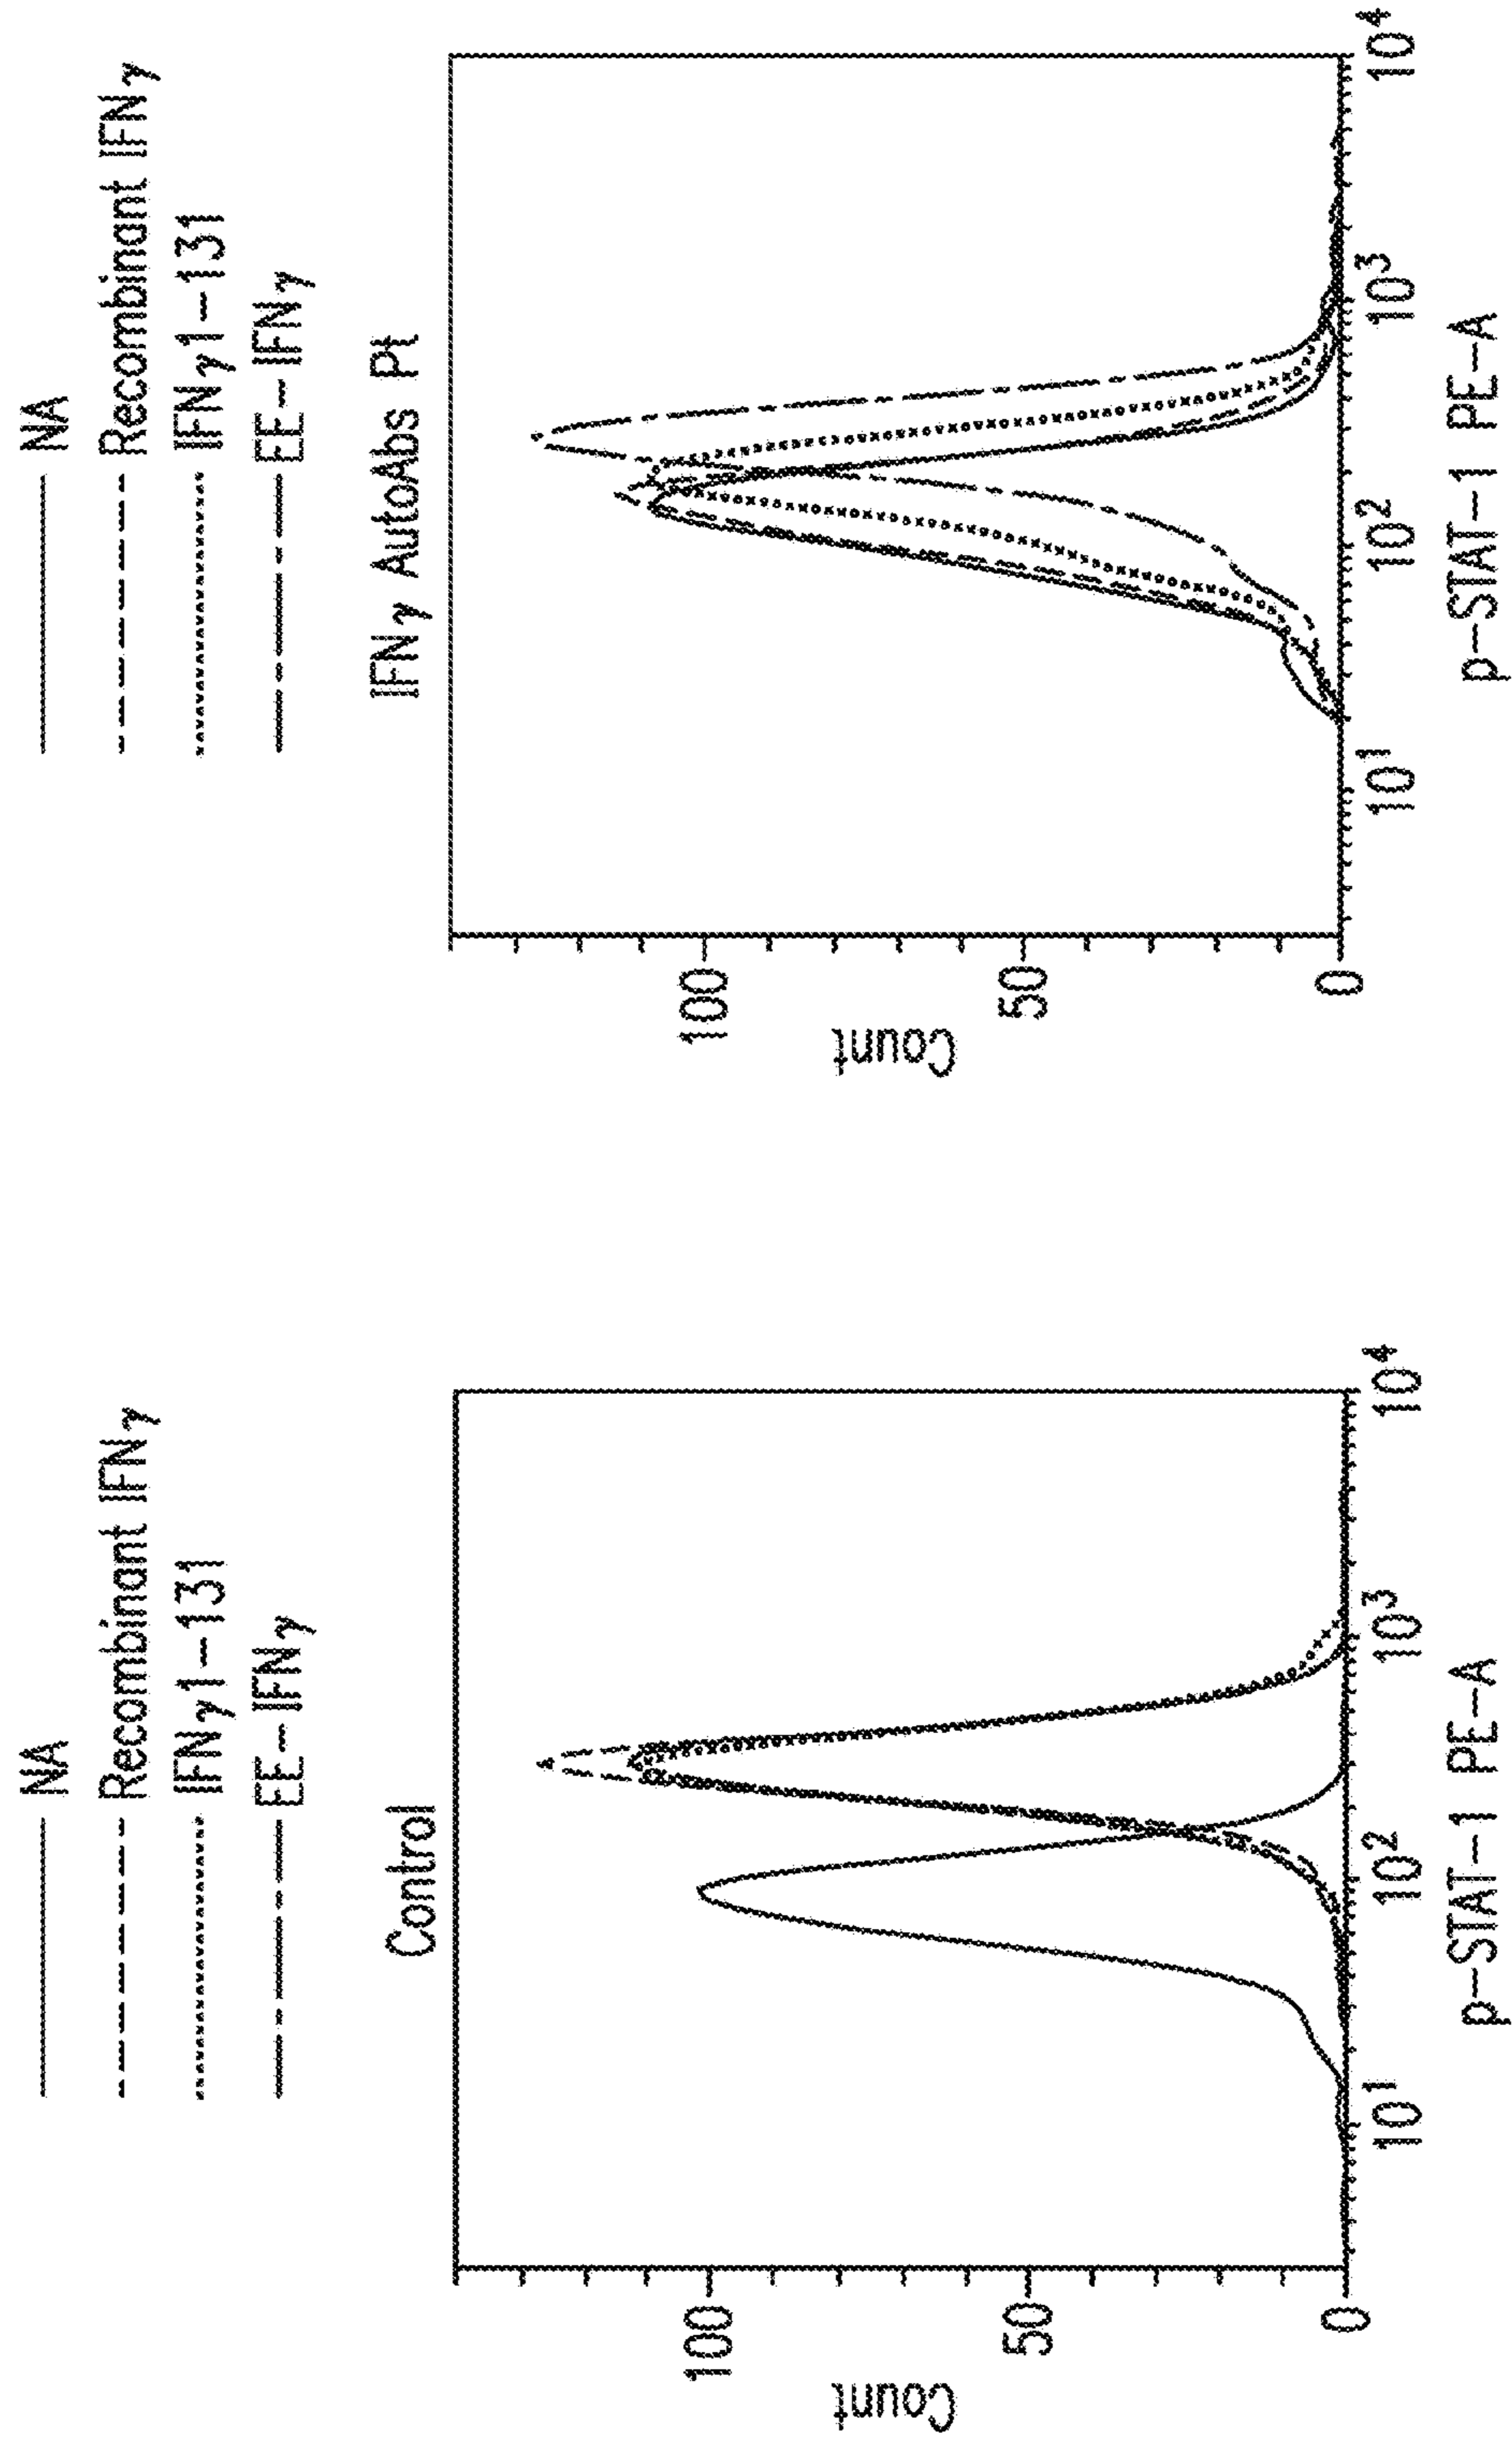 NA
Recombinant IFNγ
IFNγ1-131
EE-IFNγ
Control
Count
100
50
0
10¹
10²
10³
10⁴
p-STAT-1 PE-A
NA
Recombinant IFNγ
IFNγ1-131
EE-IFNγ
IFNγ AutoAbs Pt
Count
100
50
0
10¹
10²
10³
10⁴
p-STAT-1 PE-A